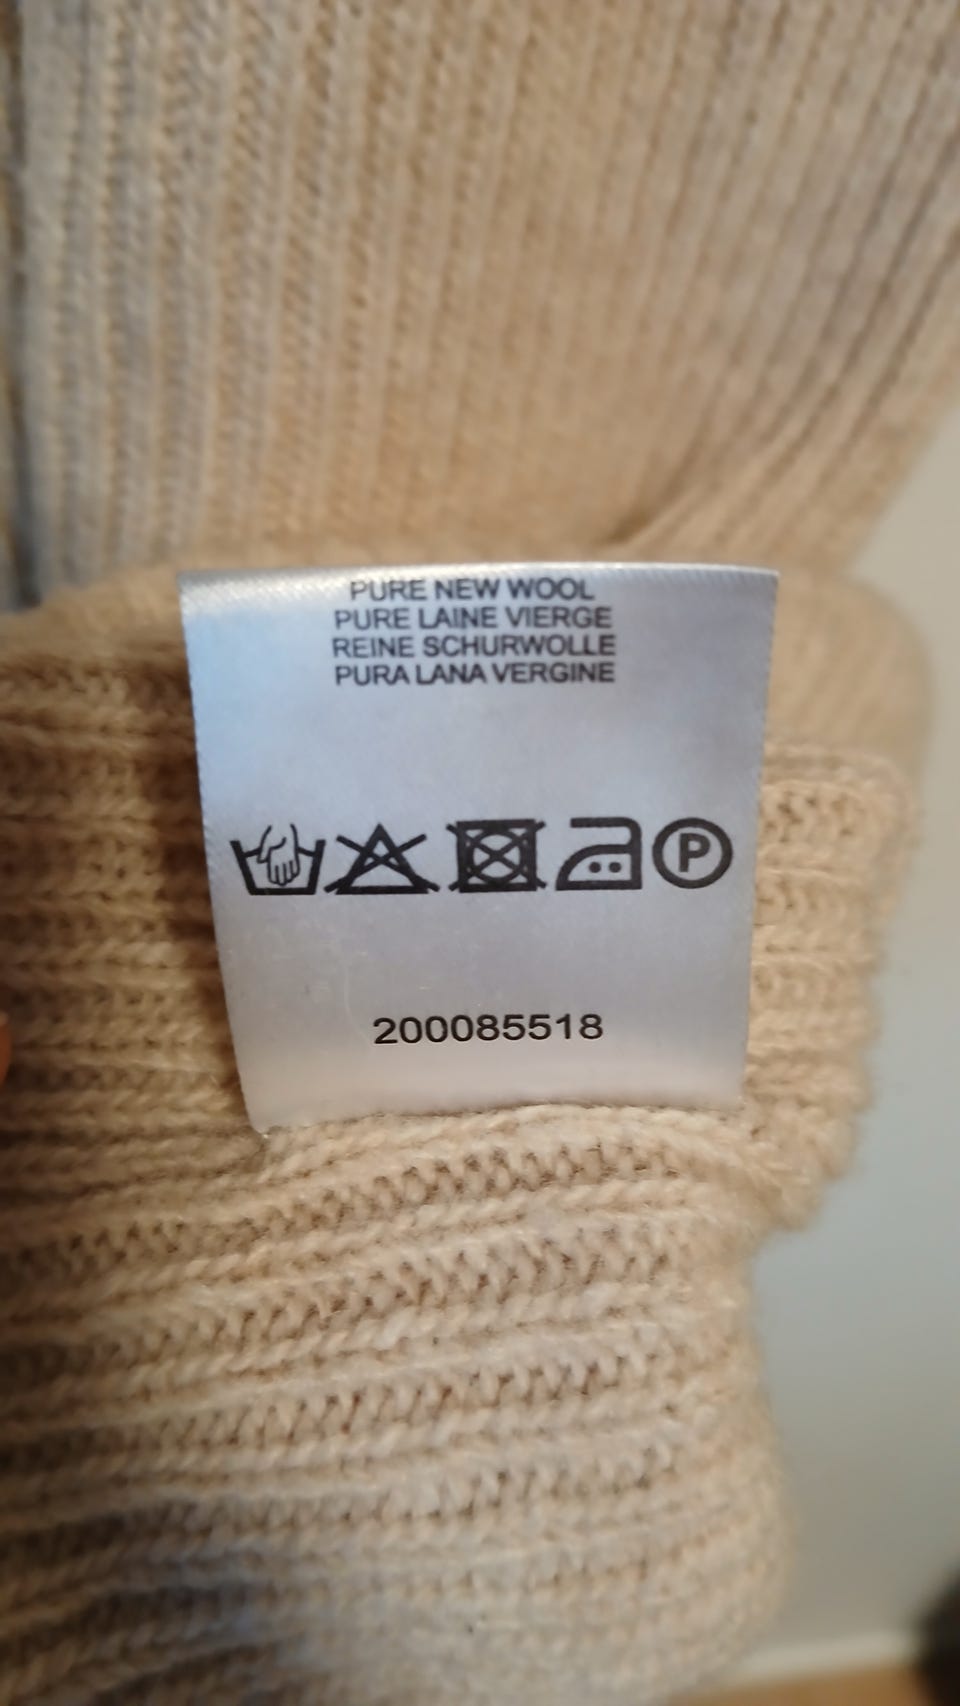 PURE NEW WOOL
PURE LAINE VIERGE
REINE SCHURWOLLE
PURA LANA VERGINE
P
200085518